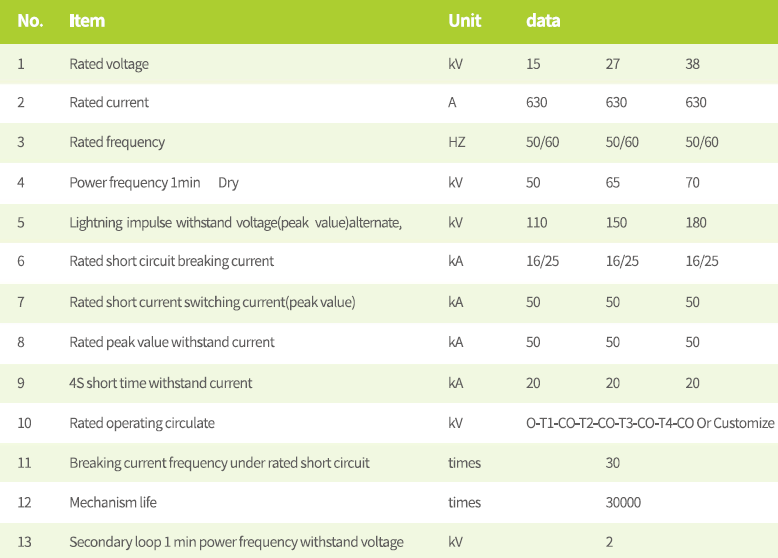 No. Item Unit data
1 Rated voltage kV 15 27 38
2 Rated current A 630 630 630
3 Rated frequency HZ 50/60 50/60 50/60
4 Power frequency 1min Dry kV 50 65 70
5 Lightning impulse withstand voltage(peak value)alternate, kV 110 150 180
6 Rated short circuit breaking current kA 16/25 16/25 16/25
7 Rated short current switching current(peak value) kA 50 50 50
8 Rated peak value withstand current kA 50 50 50
9 4S short time withstand current kA 20 20 20
10 Rated operating circulate kV O-T1-CO-T2-CO-T3-CO-T4-CO Or Customize
11 Breaking current frequency under rated short circuit times 30
12 Mechanism life times 30000
13 Secondary loop 1 min power frequency withstand voltage kV 2